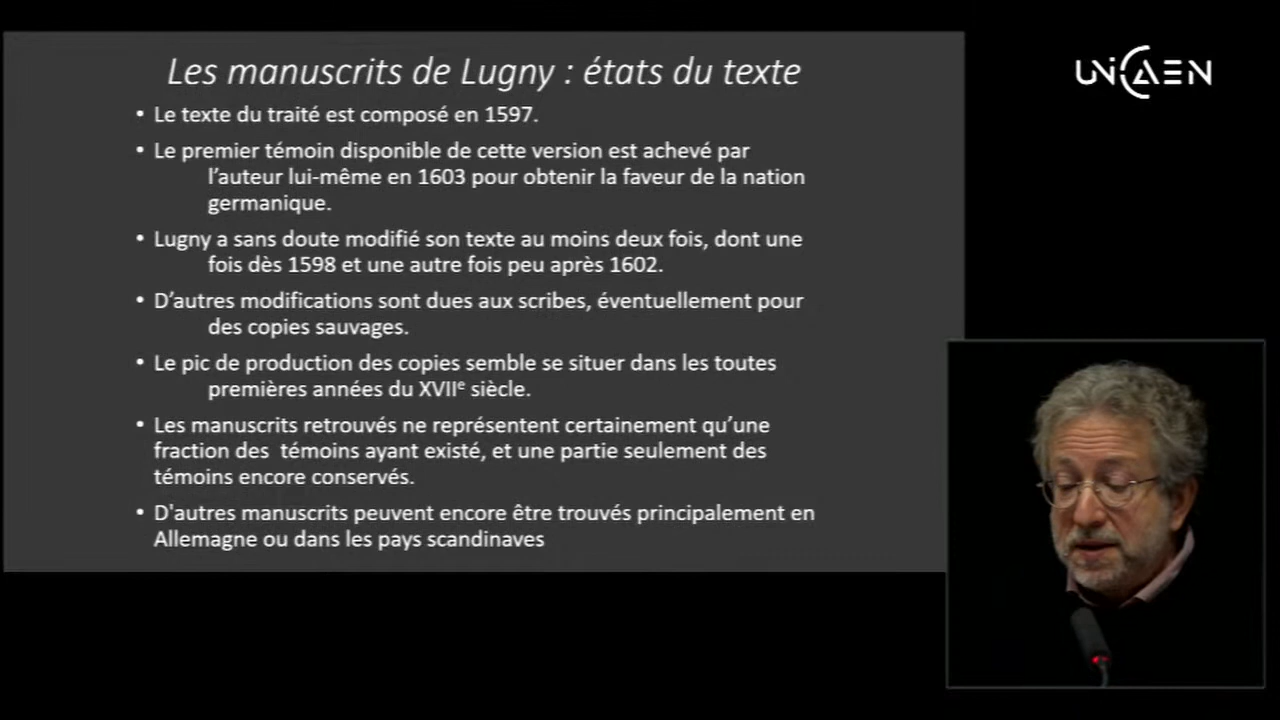 Les manuscrits de Lugny : états du texte
• Le texte du traité est composé en 1597.
• Le premier témoin disponible de cette version est achevé par
l’auteur lui-même en 1603 pour obtenir la faveur de la nation
germanique.
• Lugny a sans doute modifié son texte au moins deux fois, dont une
fois dès 1598 et une autre fois peu après 1602.
• D’autres modifications sont dues aux scribes, éventuellement pour
des copies sauvages.
• Le pic de production des copies semble se situer dans les toutes
premières années du XVIIe siècle.
• Les manuscrits retrouvés ne représentent certainement qu’une
fraction des  témoins ayant existé, et une partie seulement des
témoins encore conservés.
• D'autres manuscrits peuvent encore être trouvés principalement en
Allemagne ou dans les pays scandinaves
UNICAEN